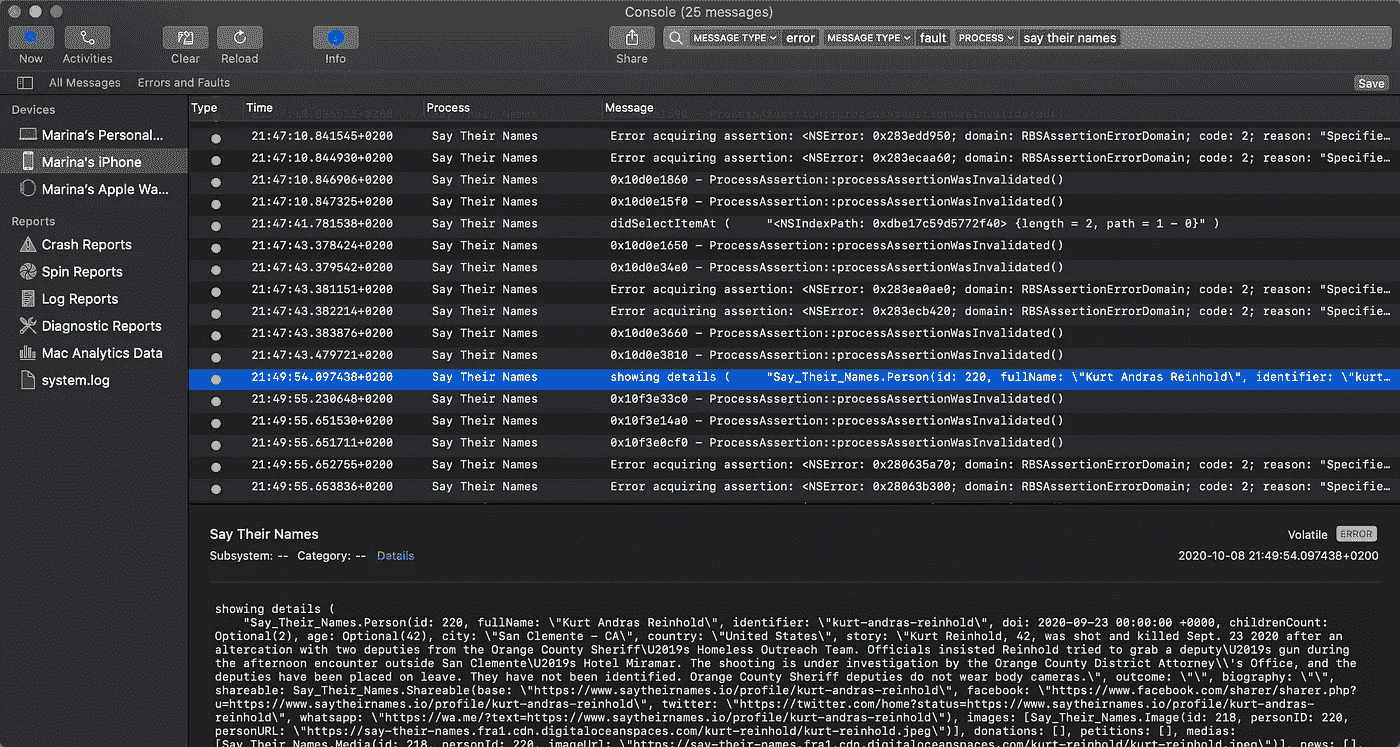 Console (25 messages)
MESSAGE TYPE error MESSAGE TYPE fault PROCESS say their names
Now Activities Clear Reload Info Share
All Messages Errors and Faults Save
Devices
Marina's Personal...
Marina's iPhone
Marina's Apple Wa...
Reports
Crash Reports
Spin Reports
Log Reports
Diagnostic Reports
Mac Analytics Data
system.log
Type Time Process Message
21:47:10.841545+0200 Say Their Names Error acquiring assertion: <NSError: 0x283edd950; domain: RBSAssertionErrorDomain; code: 2; reason: "Specifie…
21:47:10.844930+0200 Say Their Names Error acquiring assertion: <NSError: 0x283ecaa60; domain: RBSAssertionErrorDomain; code: 2; reason: "Specifie…
21:47:10.846906+0200 Say Their Names 0x10d0e1860 - ProcessAssertion::processAssertionWasInvalidated()
21:47:10.847325+0200 Say Their Names 0x10d0e15f0 - ProcessAssertion::processAssertionWasInvalidated()
21:47:41.781538+0200 Say Their Names didSelectItemAt ( "<NSIndexPath: 0xdbe17c59d5772f40> {length = 2, path = 1 - 0}" )
21:47:43.378424+0200 Say Their Names 0x10d0e1650 - ProcessAssertion::processAssertionWasInvalidated()
21:47:43.379542+0200 Say Their Names 0x10d0e34e0 - ProcessAssertion::processAssertionWasInvalidated()
21:47:43.381151+0200 Say Their Names Error acquiring assertion: <NSError: 0x283ea0ae0; domain: RBSAssertionErrorDomain; code: 2; reason: "Specifie…
21:47:43.382214+0200 Say Their Names Error acquiring assertion: <NSError: 0x283ecb420; domain: RBSAssertionErrorDomain; code: 2; reason: "Specifie…
21:47:43.383876+0200 Say Their Names 0x10d0e3660 - ProcessAssertion::processAssertionWasInvalidated()
21:47:43.479721+0200 Say Their Names 0x10d0e3810 - ProcessAssertion::processAssertionWasInvalidated()
21:49:54.097438+0200 Say Their Names showing details ( "Say_Their_Names.Person(id: 220, fullName: \"Kurt Andras Reinhold\", identifier: \"kurt…
21:49:55.230648+0200 Say Their Names 0x10f3e33c0 - ProcessAssertion::processAssertionWasInvalidated()
21:49:55.651530+0200 Say Their Names 0x10f3e14a0 - ProcessAssertion::processAssertionWasInvalidated()
21:49:55.651711+0200 Say Their Names 0x10f3e0cf0 - ProcessAssertion::processAssertionWasInvalidated()
21:49:55.652755+0200 Say Their Names Error acquiring assertion: <NSError: 0x280635a70; domain: RBSAssertionErrorDomain; code: 2; reason: "Specifie…
21:49:55.653836+0200 Say Their Names Error acquiring assertion: <NSError: 0x28063b300; domain: RBSAssertionErrorDomain; code: 2; reason: "Specifie…
Say Their Names Volatile ERROR
Subsystem: -- Category: -- Details 2020-10-08 21:49:54.097438+0200
showing details (
"Say_Their_Names.Person(id: 220, fullName: \"Kurt Andras Reinhold\", identifier: \"kurt-andras-reinhold\", doi: 2020-09-23 00:00:00 +0000, childrenCount:
Optional(2), age: Optional(42), city: \"San Clemente - CA\", country: \"United States\", story: \"Kurt Reinhold, 42, was shot and killed Sept. 23 2020 after an
altercation with two deputies from the Orange County Sheriff\U2019s Homeless Outreach Team. Officials insisted Reinhold tried to grab a deputy\U2019s gun during
the afternoon encounter outside San Clemente\U2019s Hotel Miramar. The shooting is under investigation by the Orange County District Attorney\\'s Office, and the
deputies have been placed on leave. They have not been identified. Orange County Sheriff deputies do not wear body cameras.\", outcome: \"\", biography: \"\",
shareable: Say_Their_Names.Shareable(base: \"https://www.saytheirnames.io/profile/kurt-andras-reinhold\", facebook: \"https://www.facebook.com/sharer/sharer.php?
u=https://www.saytheirnames.io/profile/kurt-andras-reinhold\", twitter: \"https://twitter.com/home?status=https://www.saytheirnames.io/profile/kurt-andras-
reinhold\", whatsapp: \"https://wa.me/?text=https://www.saytheirnames.io/profile/kurt-andras-reinhold\"), images: [Say_Their_Names.Image(id: 218, personID: 220,
personURL: \"https://say-their-names.fra1.cdn.digitaloceanspaces.com/kurt-reinhold/kurt-reinhold.jpeg\")], donations: [], petitions: [], medias:
[Say_Their_Names.Media(id: 218, personId: 220, imageUrl: \"https://say-their-names.fra1.cdn.digitaloceanspaces.com/kurt-reinhold/kurt-reinhold.jpeg\")], news: [],